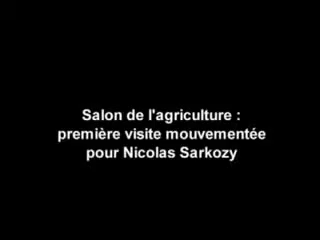 Salon de l'agriculture :
première visite mouvementée
pour Nicolas Sarkozy